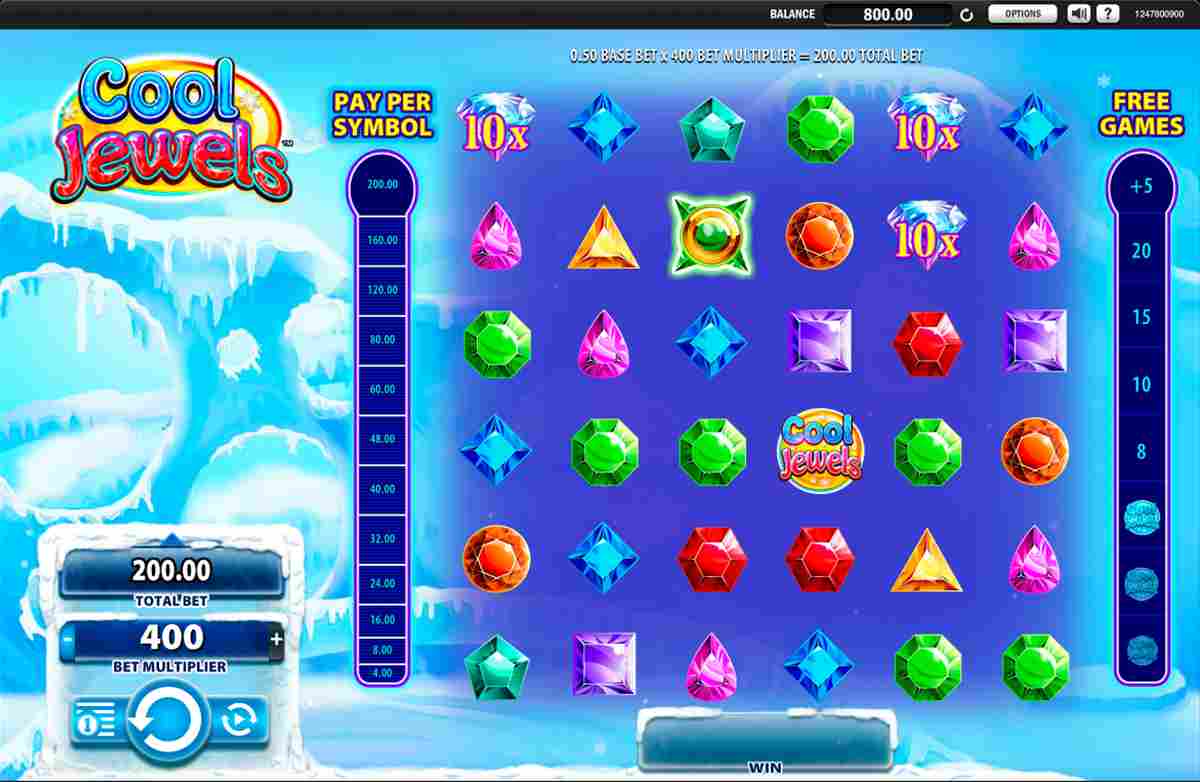 BALANCE 800.00 OPTIONS ? 1247800900
0.50 BASE BET x 400 BET MULTIPLIER = 200.00 TOTAL BET
Cool
Jewels
PAY PER
SYMBOL
200.00
160.00
120.00
80.00
60.00
48.00
40.00
32.00
24.00
16.00
8.00
4.00
10x
10x
10x
Cool
Jewels
FREE
GAMES
+5
20
15
10
8
200.00
TOTAL BET
- 400 +
BET MULTIPLIER
WIN